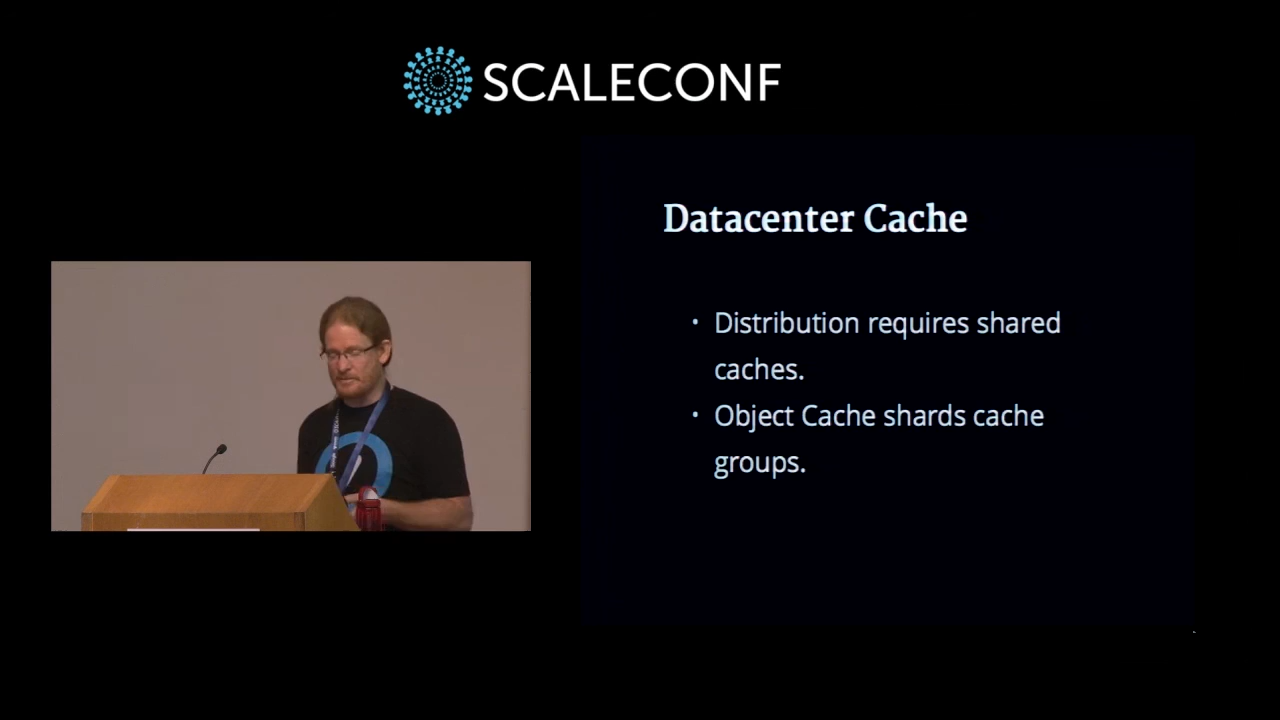 SCALECONF
Datacenter Cache
• Distribution requires shared
caches.
• Object Cache shards cache
groups.